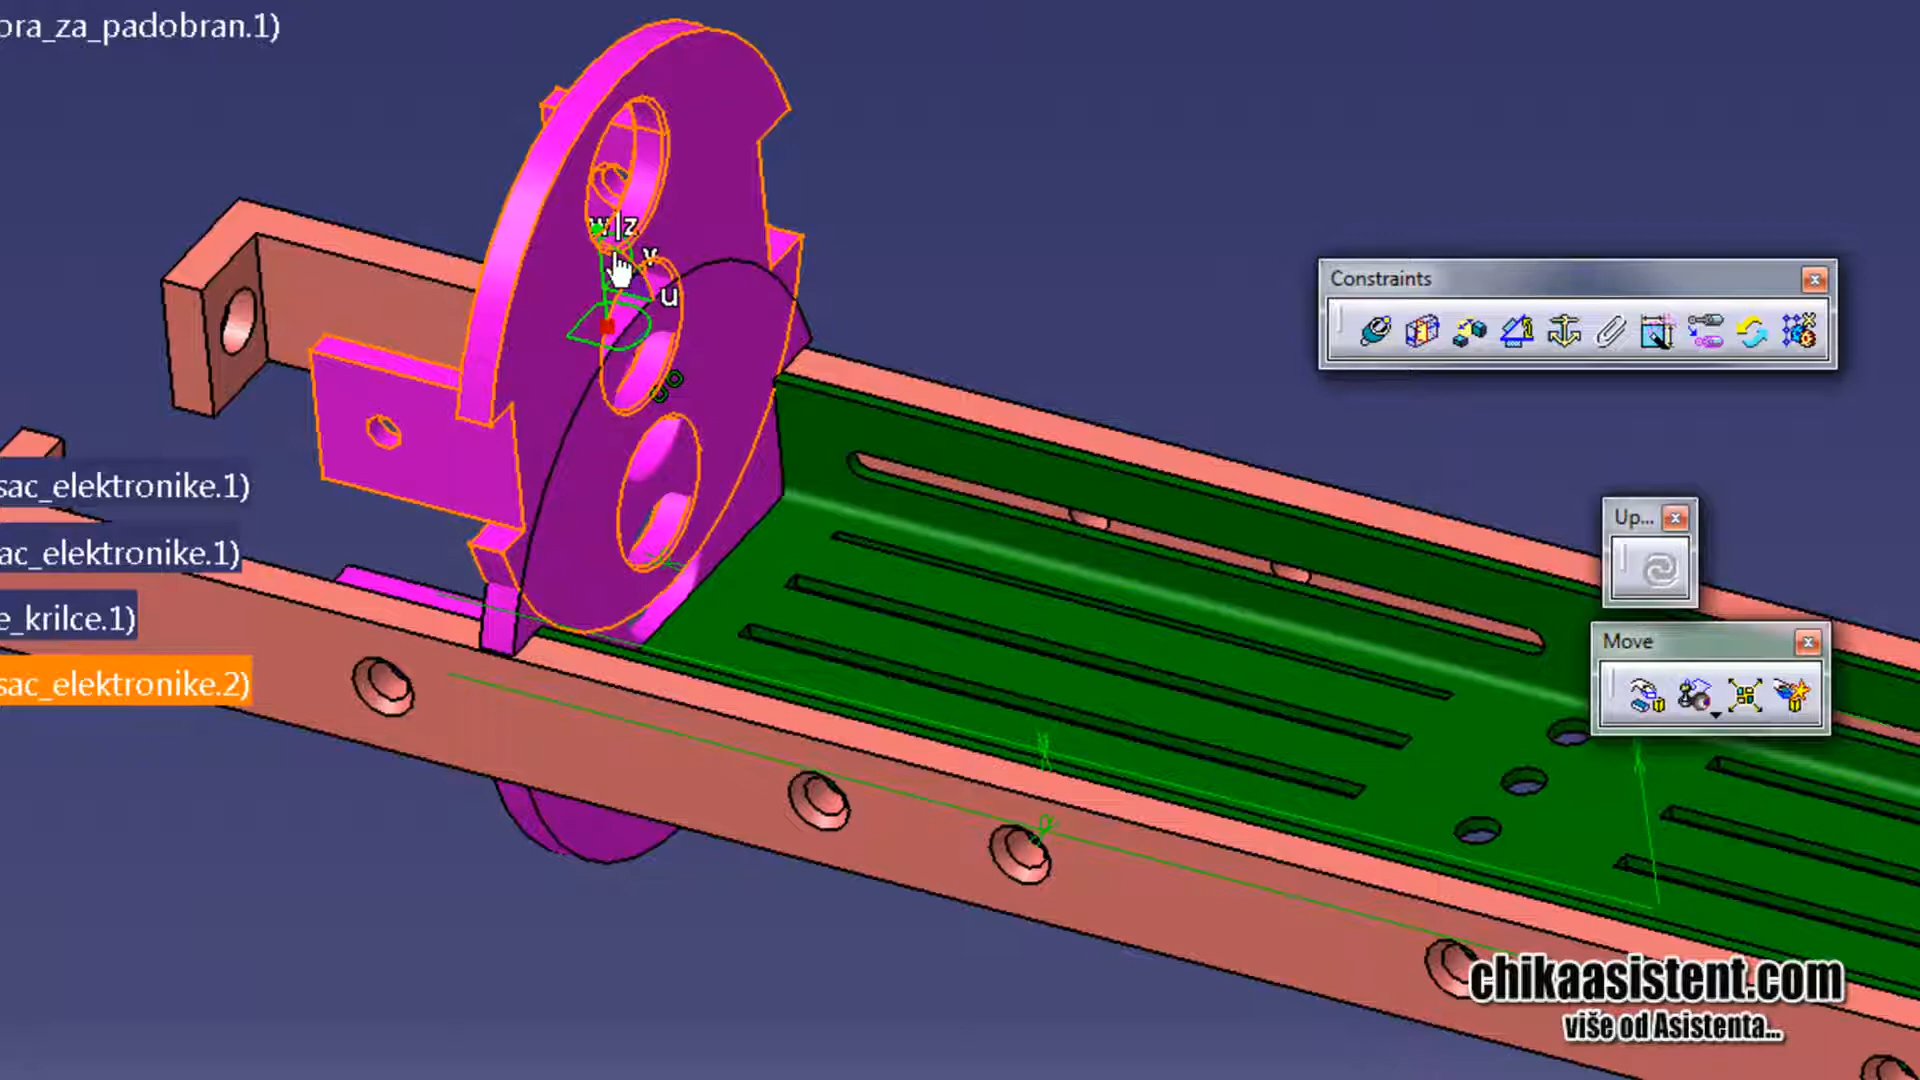 ora_za_padobran.1)
w|z
v
u
Constraints
sac_elektronike.1)
Up...
ac_elektronike.1)
e_krilce.1)
Move
sac_elektronike.2)
chikaasistent.com
više od Asistenta...